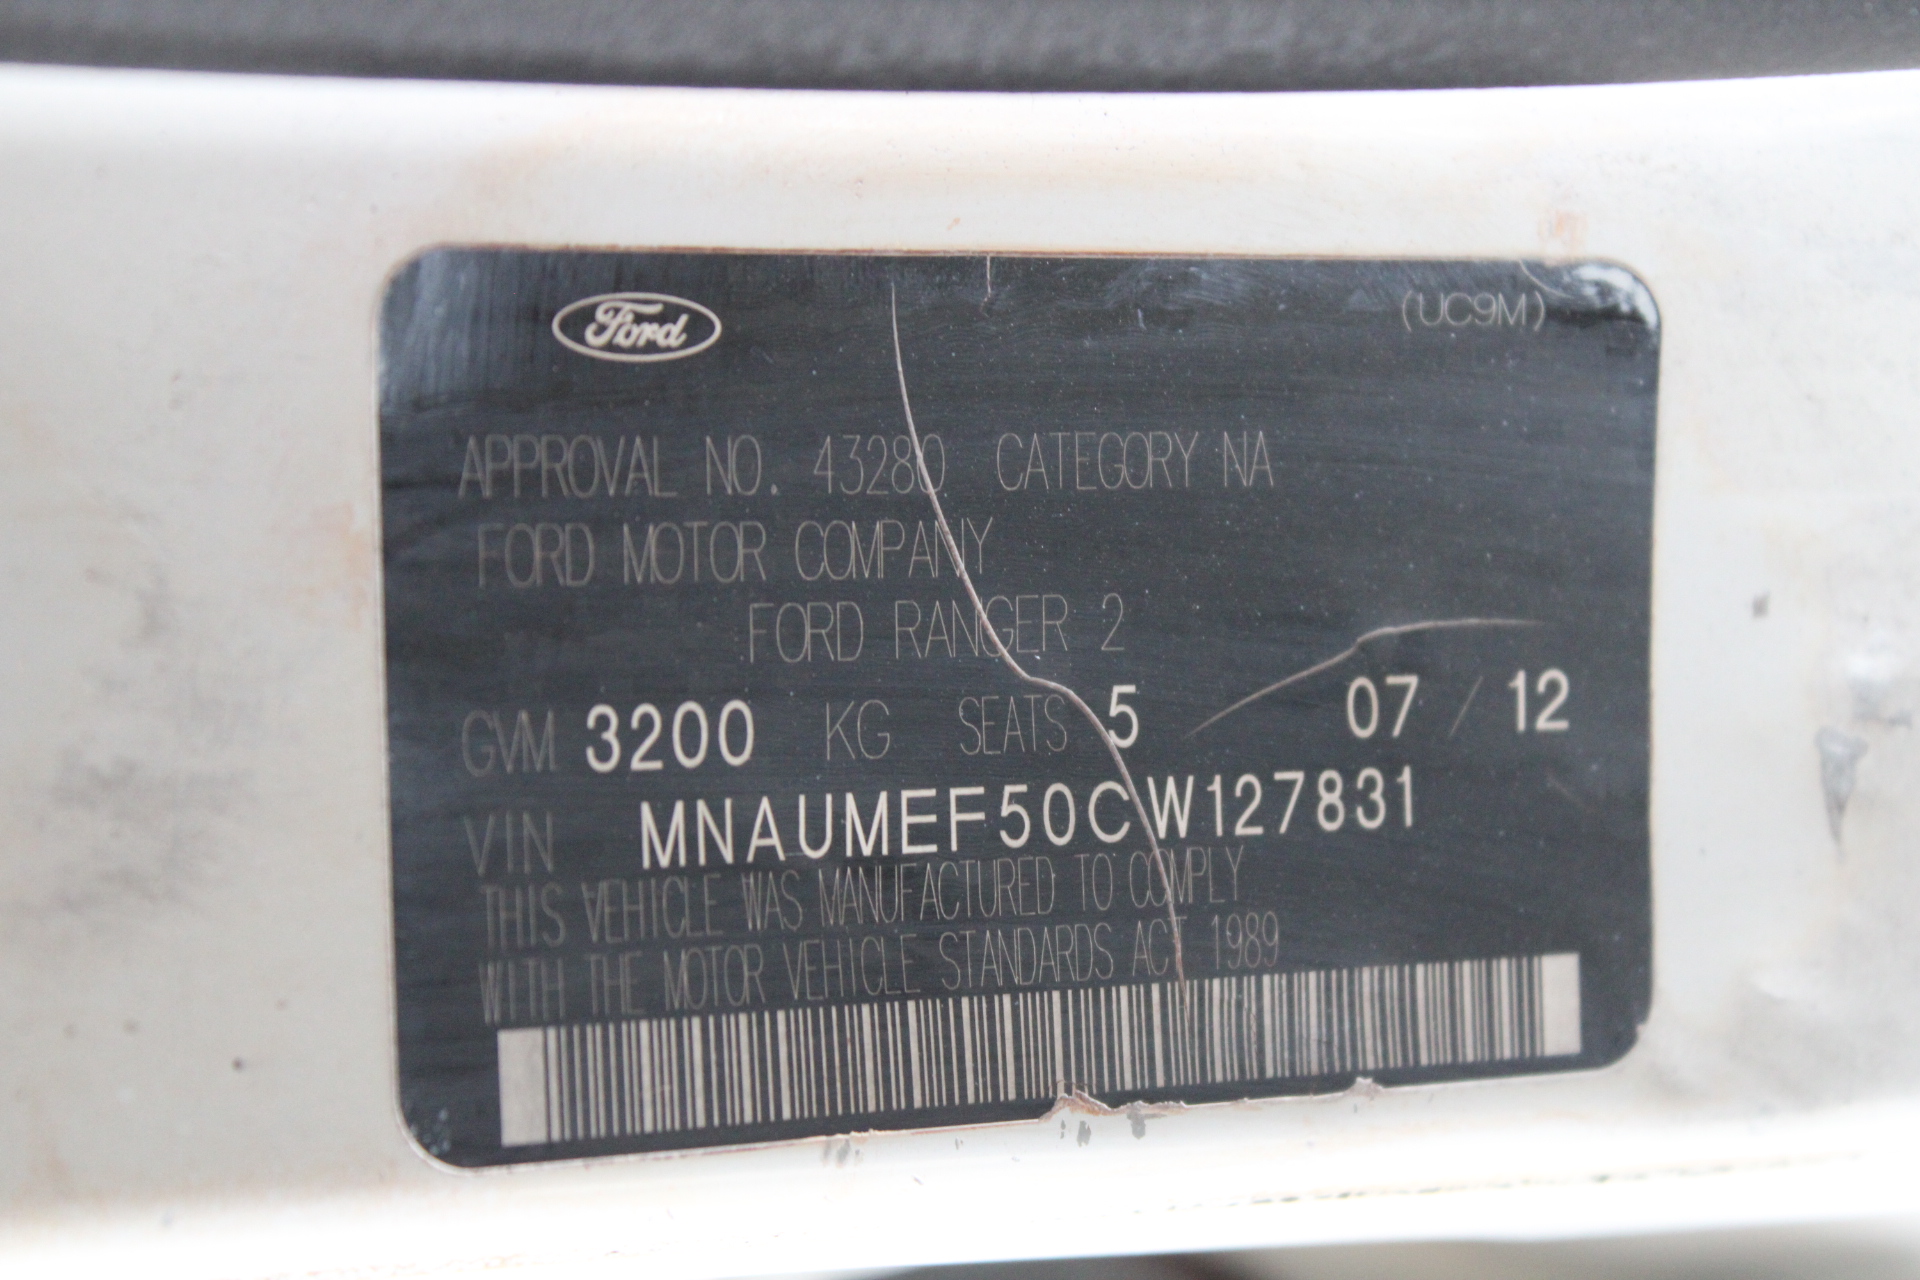 Ford
(UC9M)
APPROVAL NO. 43280 CATEGORY NA
FORD MOTOR COMPANY
FORD RANGER 2
GVM 3200 KG SEATS 5 07 / 12
VIN MNAUMEF50CW127831
THIS VEHICLE WAS MANUFACTURED TO COMPLY
WITH THE MOTOR VEHICLE STANDARDS ACT 1989